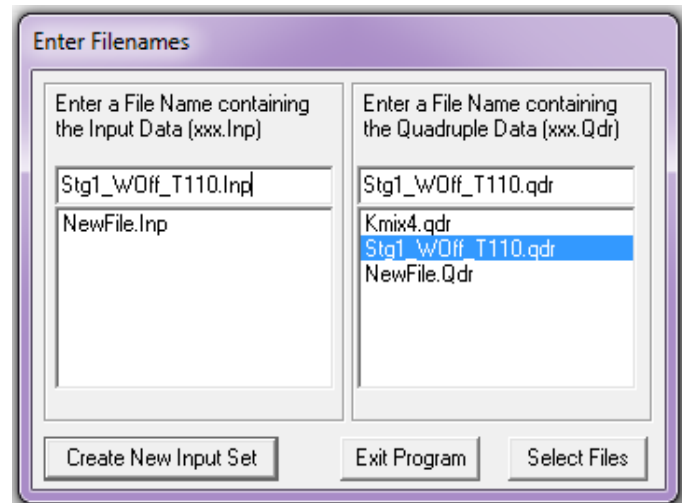 Enter Filenames
Enter a File Name containing
the Input Data (xxx.Inp)
Stg1_WOff_T110.Inp
NewFile.Inp
Enter a File Name containing
the Quadruple Data (xxx.Qdr)
Stg1_WOff_T110.qdr
Kmix4.qdr
Stg1_WOff_T110.qdr
NewFile.Qdr
Create New Input Set
Exit Program
Select Files